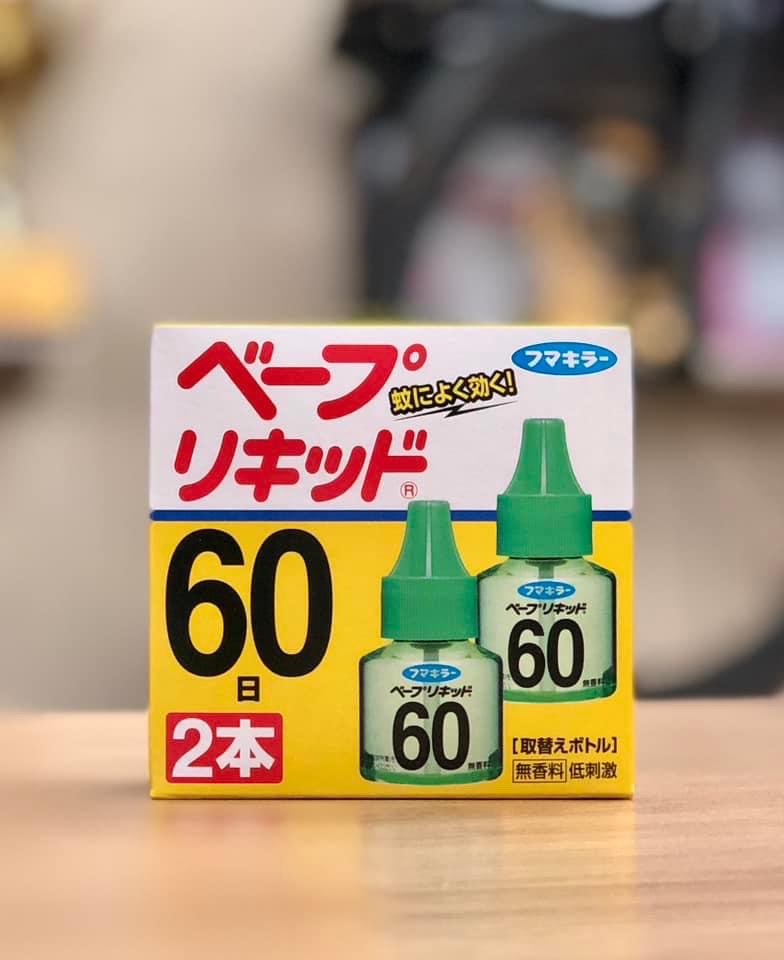 ベープ
リキッド®
フマキラー
蚊によく効く!
60
日
2本
フマキラー
ベープリキッド
60
無香料
フマキラー
ベープリキッド
60
無香料
[取替えボトル]
無香料 低刺激